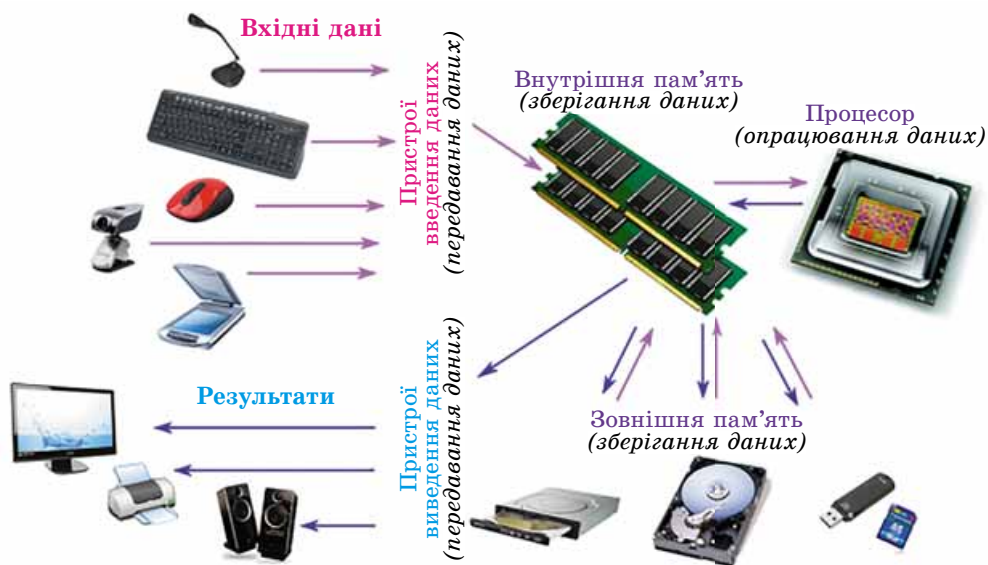 Вхідні дані
Пристрої
введення даних
(передавання даних)
Внутрішня пам’ять
(зберігання даних)
Процесор
(опрацювання даних)
Результати
Пристрої
виведення даних
(передавання даних)
Зовнішня пам’ять
(зберігання даних)